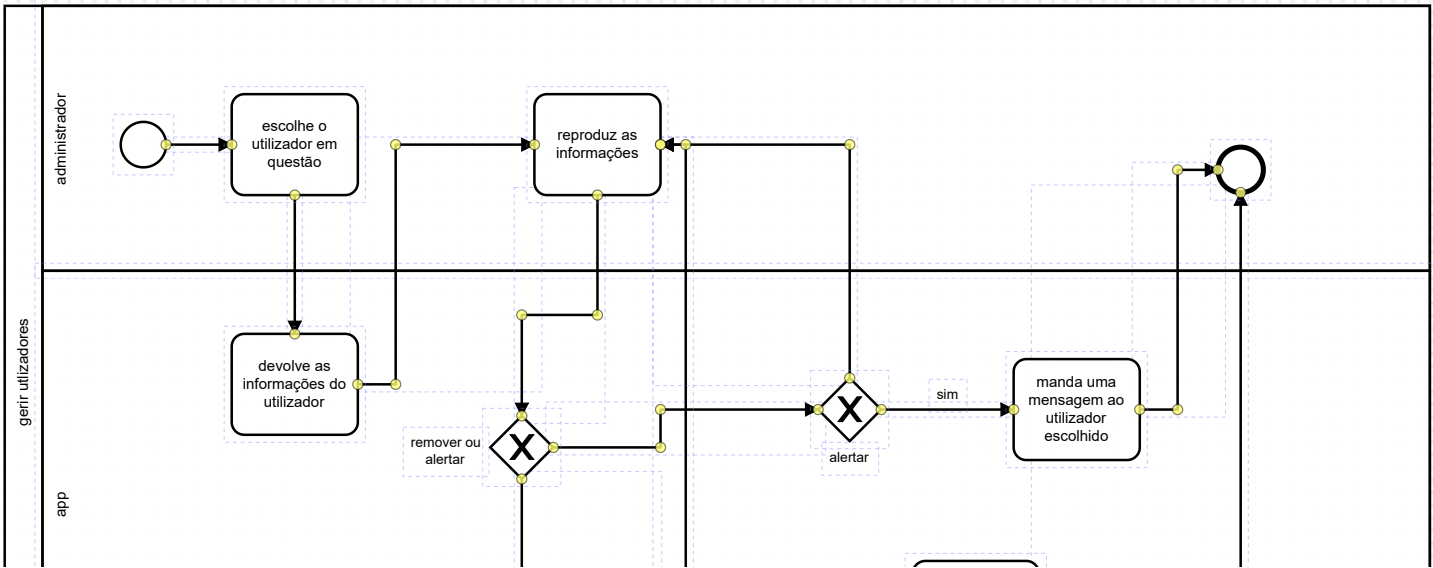 gerir utlizadores
administrador
escolhe o
utilizador em
questão
reproduz as
informações
app
devolve as
informações do
utilizador
remover ou
alertar
alertar
sim
manda uma
mensagem ao
utilizador
escolhido